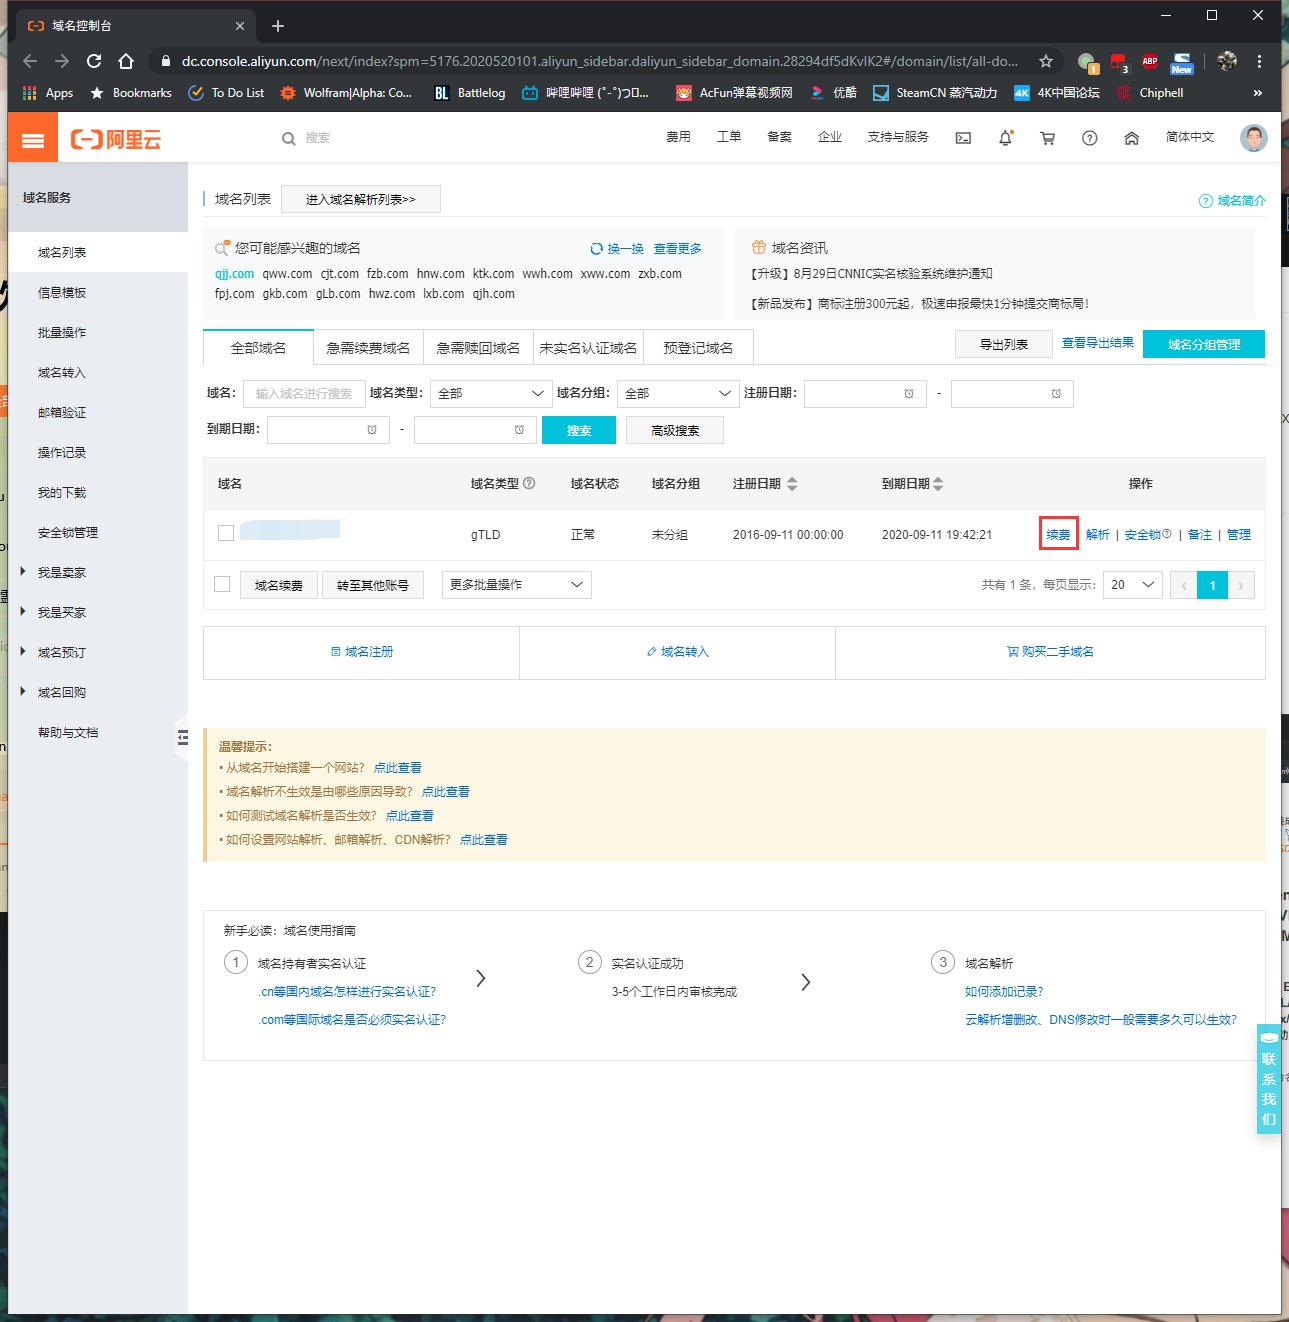 域名控制台
dc.console.aliyun.com/next/index?spm=5176.2020520101.aliyun_sidebar.daliyun_sidebar_domain.28294df5dKvlK2#/domain/list/all-do...
ABP
1
3
New
Apps
Bookmarks
To Do List
Wolfram|Alpha: Co...
BL Battlelog
哔哩哔哩 (˚-˚)つロ...
AcFun弹幕视频网
优酷
SteamCN 蒸汽动力
4K 4K中国论坛
Chiphell
»
阿里云
搜索
费用 工单 备案 企业 支持与服务 简体中文
域名服务
域名列表
信息模板
批量操作
域名转入
邮箱验证
操作记录
我的下载
安全锁管理
我是卖家
我是买家
域名预订
域名回购
帮助与文档
域名列表 进入域名解析列表>> 域名简介
您可能感兴趣的域名 换一换 查看更多
qjj.com qww.com cjt.com fzb.com hnw.com ktk.com wwh.com xww.com zxb.com
fpj.com gkb.com gLb.com hwz.com lxb.com qjh.com
域名资讯
【升级】8月29日CNNIC实名核验系统维护通知
【新品发布】商标注册300元起，极速申报最快1分钟提交商标局！
全部域名 急需续费域名 急需赎回域名 未实名认证域名 预登记域名 导出列表 查看导出结果 域名分组管理
域名： 输入域名进行搜索 域名类型： 全部 域名分组： 全部 注册日期： -
到期日期： - 搜索 高级搜索
域名 域名类型 域名状态 域名分组 注册日期 到期日期 操作
gTLD 正常 未分组 2016-09-11 00:00:00 2020-09-11 19:42:21 续费 解析 | 安全锁 | 备注 | 管理
域名续费 转至其他账号 更多批量操作 共有 1 条，每页显示： 20 1
域名注册 域名转入 购买二手域名
温馨提示：
• 从域名开始搭建一个网站？ 点此查看
• 域名解析不生效是由哪些原因导致？ 点此查看
• 如何测试域名解析是否生效？ 点此查看
• 如何设置网站解析、邮箱解析、CDN解析？ 点此查看
新手必读：域名使用指南
1 域名持有者实名认证
.cn等国内域名怎样进行实名认证？
.com等国际域名是否必须实名认证？
2 实名认证成功
3-5个工作日内审核完成
3 域名解析
如何添加记录？
云解析增删改、DNS修改时一般需要多久可以生效？
联系我们